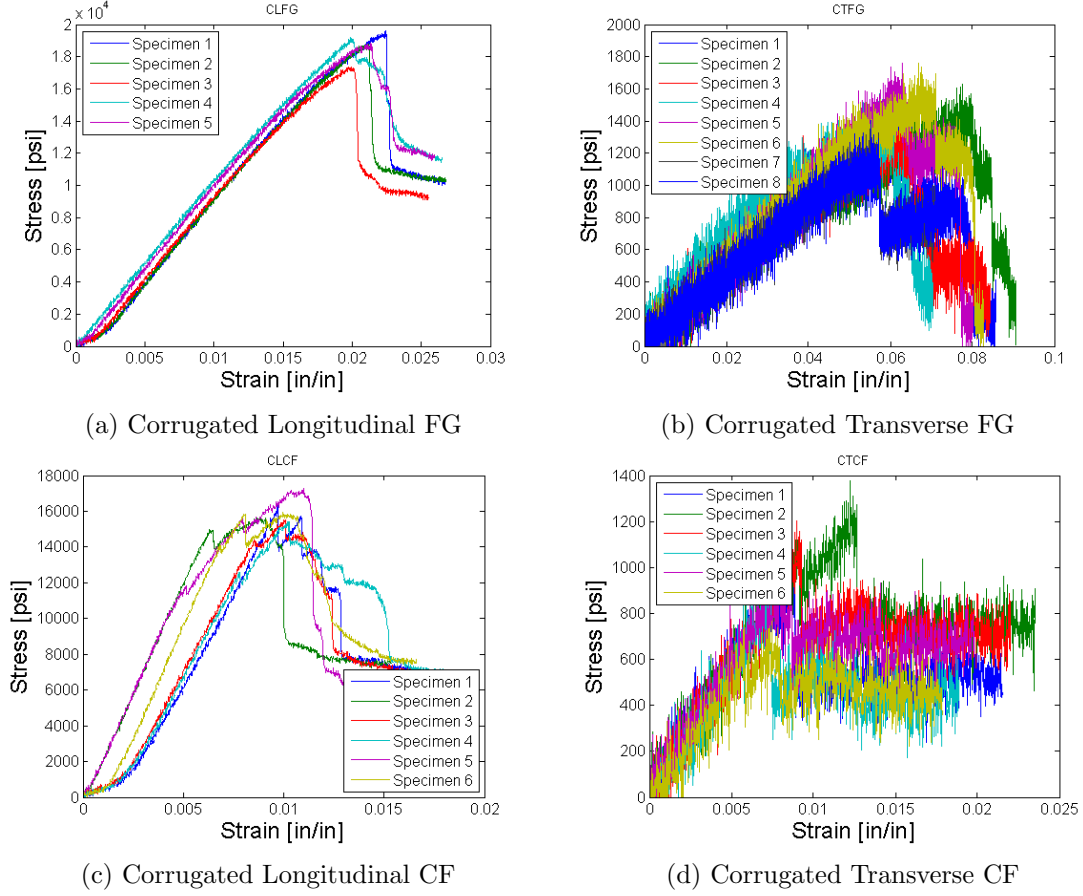 CLFG
× 10⁴
Stress [psi]
2
1.8
1.6
1.4
1.2
1
0.8
0.6
0.4
0.2
0
Specimen 1
Specimen 2
Specimen 3
Specimen 4
Specimen 5
0 0.005 0.01 0.015 0.02 0.025 0.03
Strain [in/in]
(a) Corrugated Longitudinal FG
CTFG
Stress [psi]
2000
1800
1600
1400
1200
1000
800
600
400
200
0
Specimen 1
Specimen 2
Specimen 3
Specimen 4
Specimen 5
Specimen 6
Specimen 7
Specimen 8
0 0.02 0.04 0.06 0.08 0.1
Strain [in/in]
(b) Corrugated Transverse FG
CLCF
Stress [psi]
18000
16000
14000
12000
10000
8000
6000
4000
2000
0
Specimen 1
Specimen 2
Specimen 3
Specimen 4
Specimen 5
Specimen 6
0 0.005 0.01 0.015 0.02
Strain [in/in]
(c) Corrugated Longitudinal CF
CTCF
Stress [psi]
1400
1200
1000
800
600
400
200
0
Specimen 1
Specimen 2
Specimen 3
Specimen 4
Specimen 5
Specimen 6
0 0.005 0.01 0.015 0.02 0.025
Strain [in/in]
(d) Corrugated Transverse CF